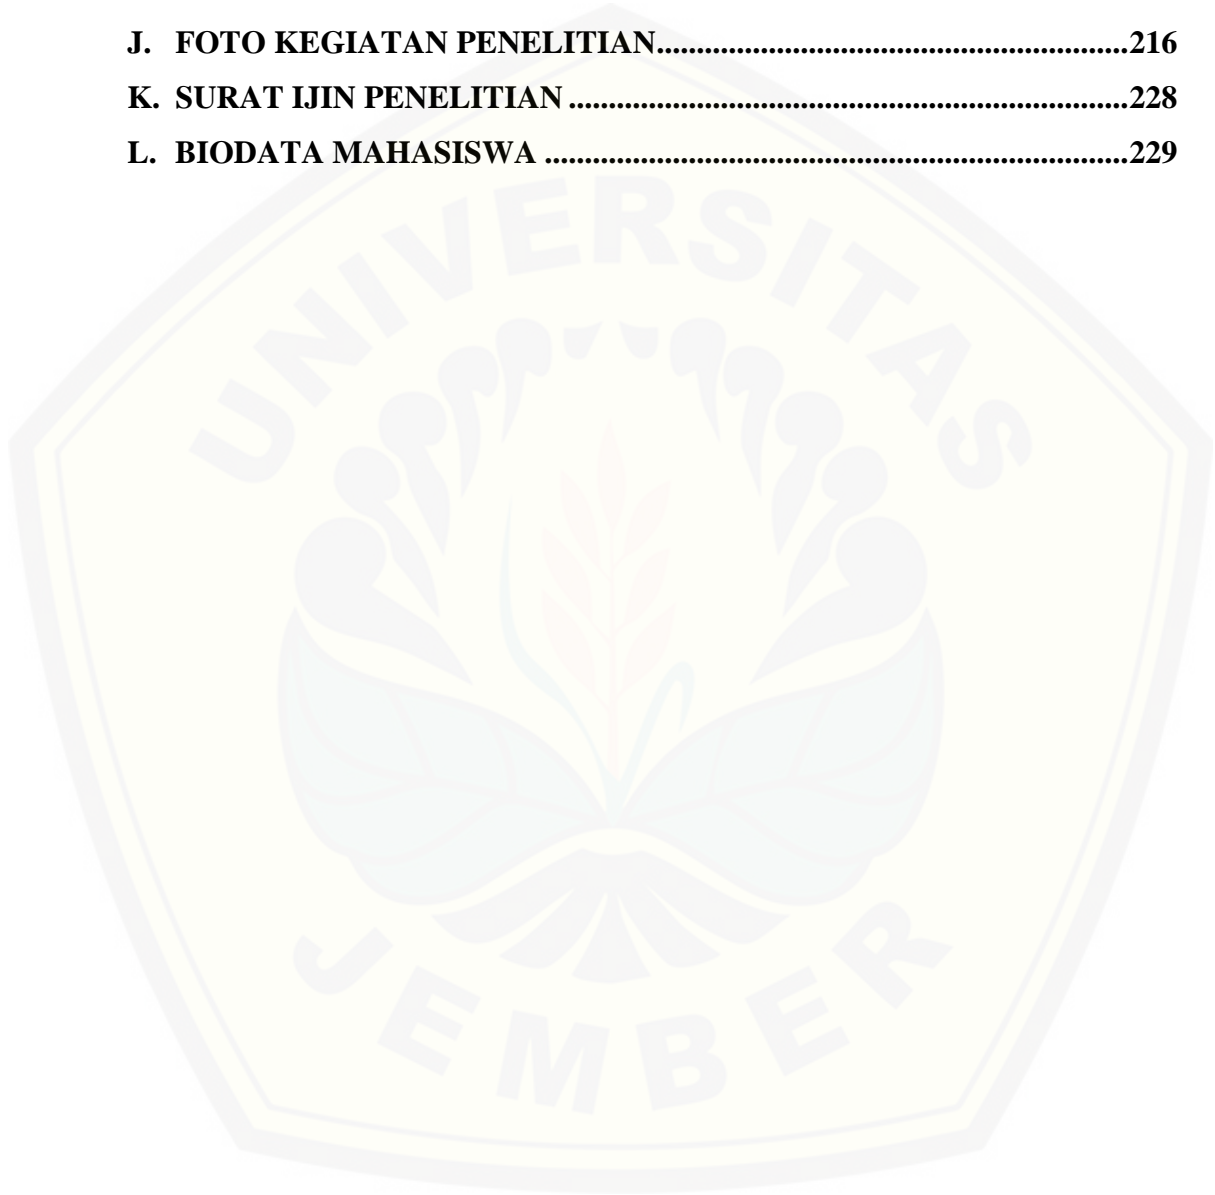 J. FOTO KEGIATAN PENELITIAN.............................................................216
K. SURAT IJIN PENELITIAN.........................................................................228
L. BIODATA MAHASISWA............................................................................229
UNIVERSITAS
JEMBER